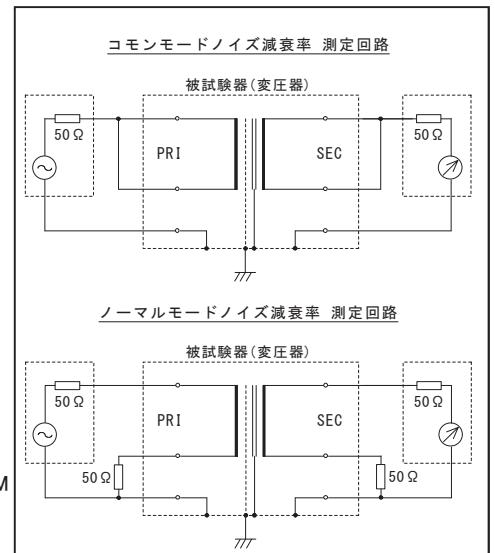 コモンモードノイズ減衰率 測定回路
被試験器(変圧器)
50Ω
50Ω
PRI
SEC
ノーマルモードノイズ減衰率 測定回路
被試験器(変圧器)
50Ω
50Ω
PRI
SEC
50Ω
50Ω
M